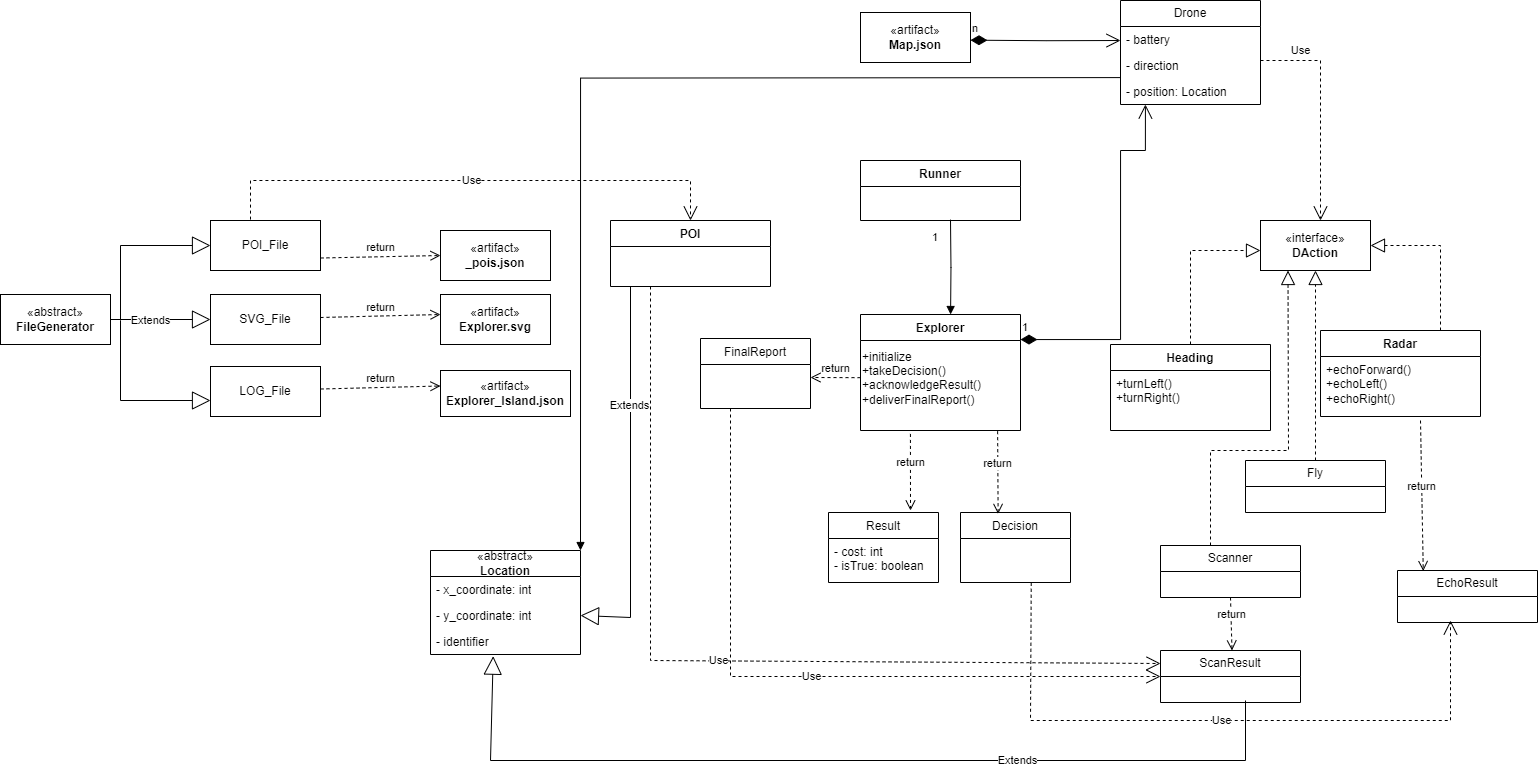 Drone
- battery
- direction
- position: Location
«artifact»
Map.json
n
Use
Runner
1
Use
POI_File
return
«artifact»
_pois.json
POI
«interface»
DAction
«abstract»
FileGenerator
Extends
SVG_File
return
«artifact»
Explorer.svg
Explorer
+initialize
+takeDecision()
+acknowledgeResult()
+deliverFinalReport()
1
FinalReport
return
Heading
+turnLeft()
+turnRight()
Radar
+echoForward()
+echoLeft()
+echoRight()
LOG_File
return
«artifact»
Explorer_Island.json
Extends
return
return
Fly
return
Result
- cost: int
- isTrue: boolean
Decision
«abstract»
Location
- x_coordinate: int
- y_coordinate: int
- identifier
Scanner
return
EchoResult
Use
Use
ScanResult
Use
Extends